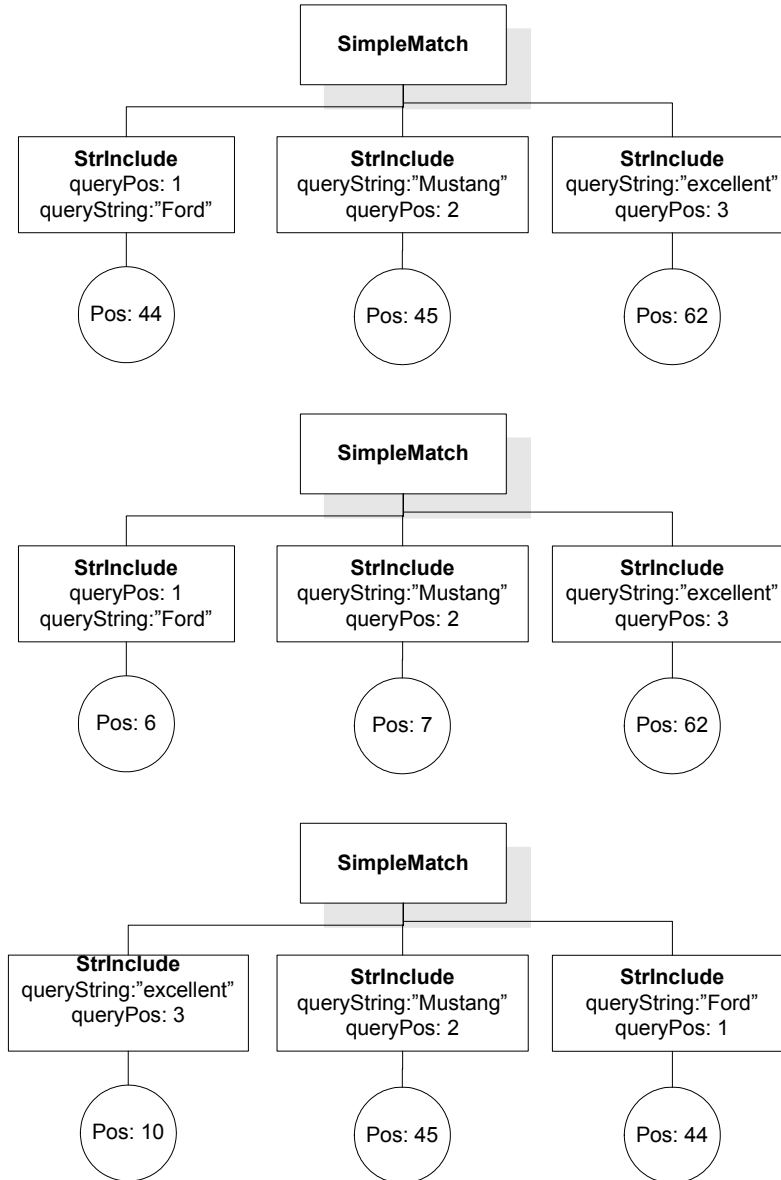 SimpleMatch
StrInclude
queryPos: 1
queryString:”Ford”
StrInclude
queryString:”Mustang”
queryPos: 2
StrInclude
queryString:”excellent”
queryPos: 3
Pos: 44
Pos: 45
Pos: 62
SimpleMatch
StrInclude
queryPos: 1
queryString:”Ford”
StrInclude
queryString:”Mustang”
queryPos: 2
StrInclude
queryString:”excellent”
queryPos: 3
Pos: 6
Pos: 7
Pos: 62
SimpleMatch
StrInclude
queryString:”excellent”
queryPos: 3
StrInclude
queryString:”Mustang”
queryPos: 2
StrInclude
queryString:”Ford”
queryPos: 1
Pos: 10
Pos: 45
Pos: 44